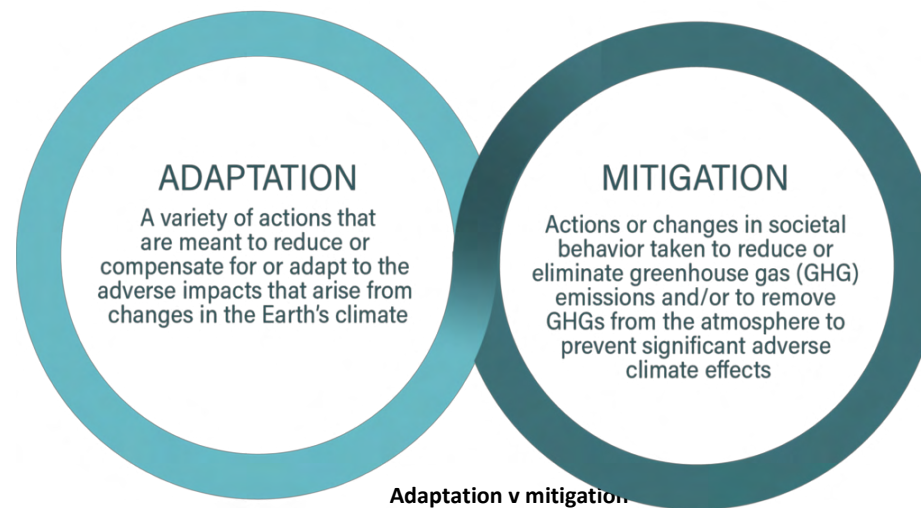 ADAPTATION
A variety of actions that
are meant to reduce or
compensate for or adapt to the
adverse impacts that arise from
changes in the Earth's climate
MITIGATION
Actions or changes in societal
behavior taken to reduce or
eliminate greenhouse gas (GHG)
emissions and/or to remove
GHGs from the atmosphere to
prevent significant adverse
climate effects
Adaptation v mitigation